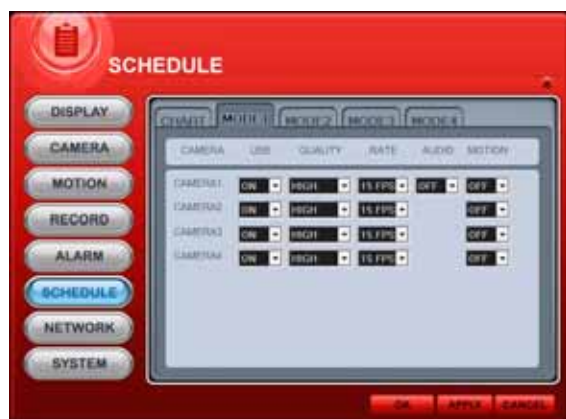 SCHEDULE
DISPLAY
CAMERA
MOTION
RECORD
ALARM
SCHEDULE
NETWORK
SYSTEM
CHART MODE1 MODE2 MODE3 MODE4
CAMERA USE QUALITY RATE AUDIO MOTION
CAMERA1 ON HIGH 15 FPS OFF OFF
CAMERA2 ON HIGH 15 FPS OFF
CAMERA3 ON HIGH 15 FPS OFF
CAMERA4 ON HIGH 15 FPS OFF
OK APPLY CANCEL